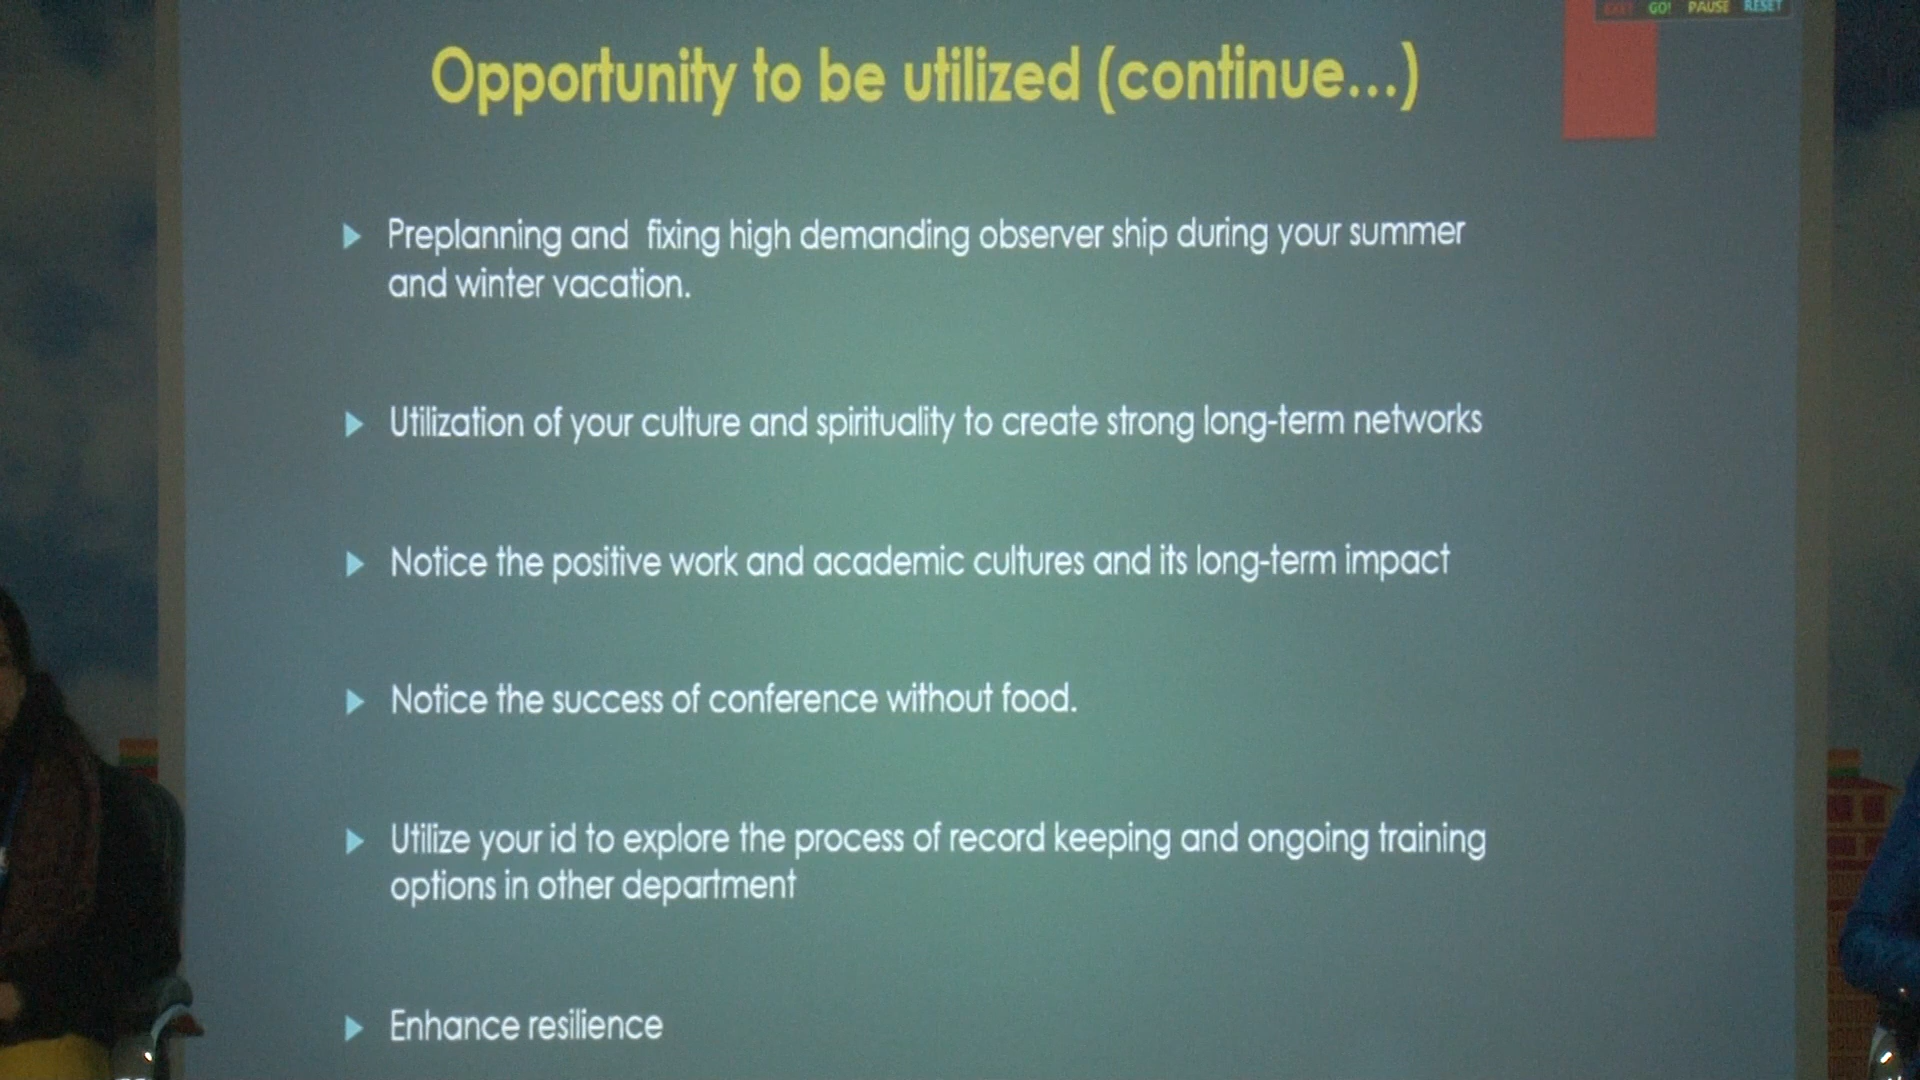 EXIT GO! PAUSE RESET
Opportunity to be utilized (continue...)
Preplanning and fixing high demanding observer ship during your summer
and winter vacation.
Utilization of your culture and spirituality to create strong long-term networks
Notice the positive work and academic cultures and its long-term impact
Notice the success of conference without food.
Utilize your id to explore the process of record keeping and ongoing training
options in other department
Enhance resilience